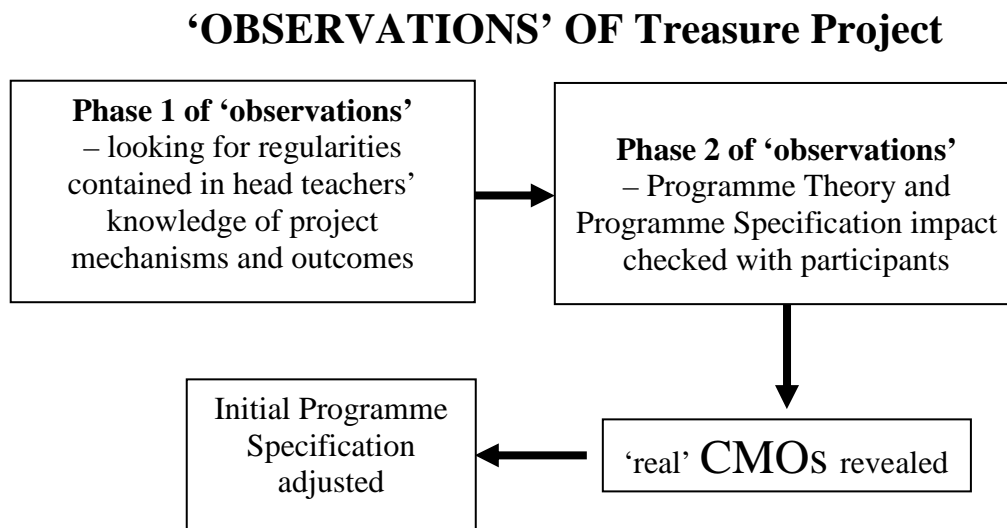 ‘OBSERVATIONS’ OF Treasure Project
Phase 1 of ‘observations’
– looking for regularities
contained in head teachers’
knowledge of project
mechanisms and outcomes
Phase 2 of ‘observations’
– Programme Theory and
Programme Specification impact
checked with participants
‘real’ CMOs revealed
Initial Programme
Specification
adjusted